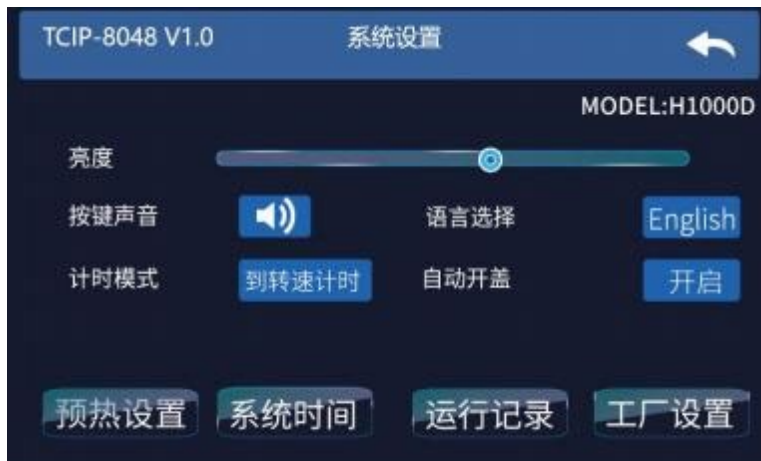 TCIP-8048 V1.0 系统设置
MODEL:H1000D
亮度
按键声音 语言选择 English
计时模式 到转速计时 自动开盖 开启
预热设置 系统时间 运行记录 工厂设置